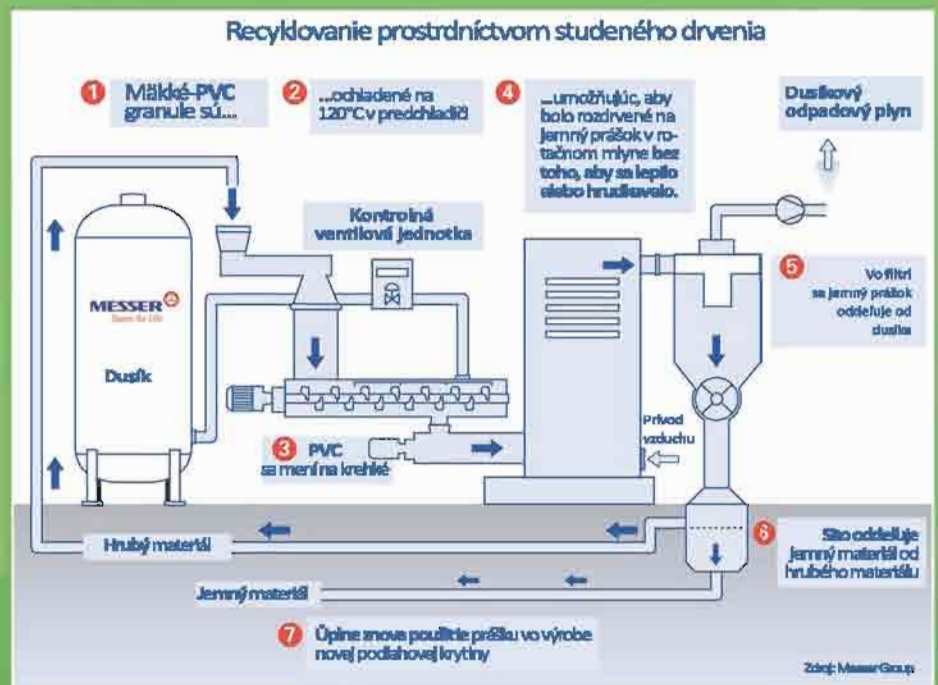 Recyklovanie prostrdníctvom studeného drvenia
1 Mäkké-PVC
granule sú...
2 ...ochladené na
120°C v predchladiči
4 ...umožňujúc, aby
bolo rozdrvené na
jemný prášok v ro-
tačnom mlyne bez
toho, aby sa lepilo
alebo hrudkovalo.
Dusíkový
odpadový plyn
Kontrolná
ventilová jednotka
MESSER
Dusík
5 Vo filtri
sa jemný prášok
oddeľuje od
dusíka
3 PVC
sa mení na krehké
Prívod
vzduchu
Hrubý materiál
6 Sito oddeľuje
jemný materiál od
hrubého materiálu
Jemný materiál
7 Úplne znova použitie prášku vo výrobe
novej podlahovej krytiny
Zdroj: Messer Group